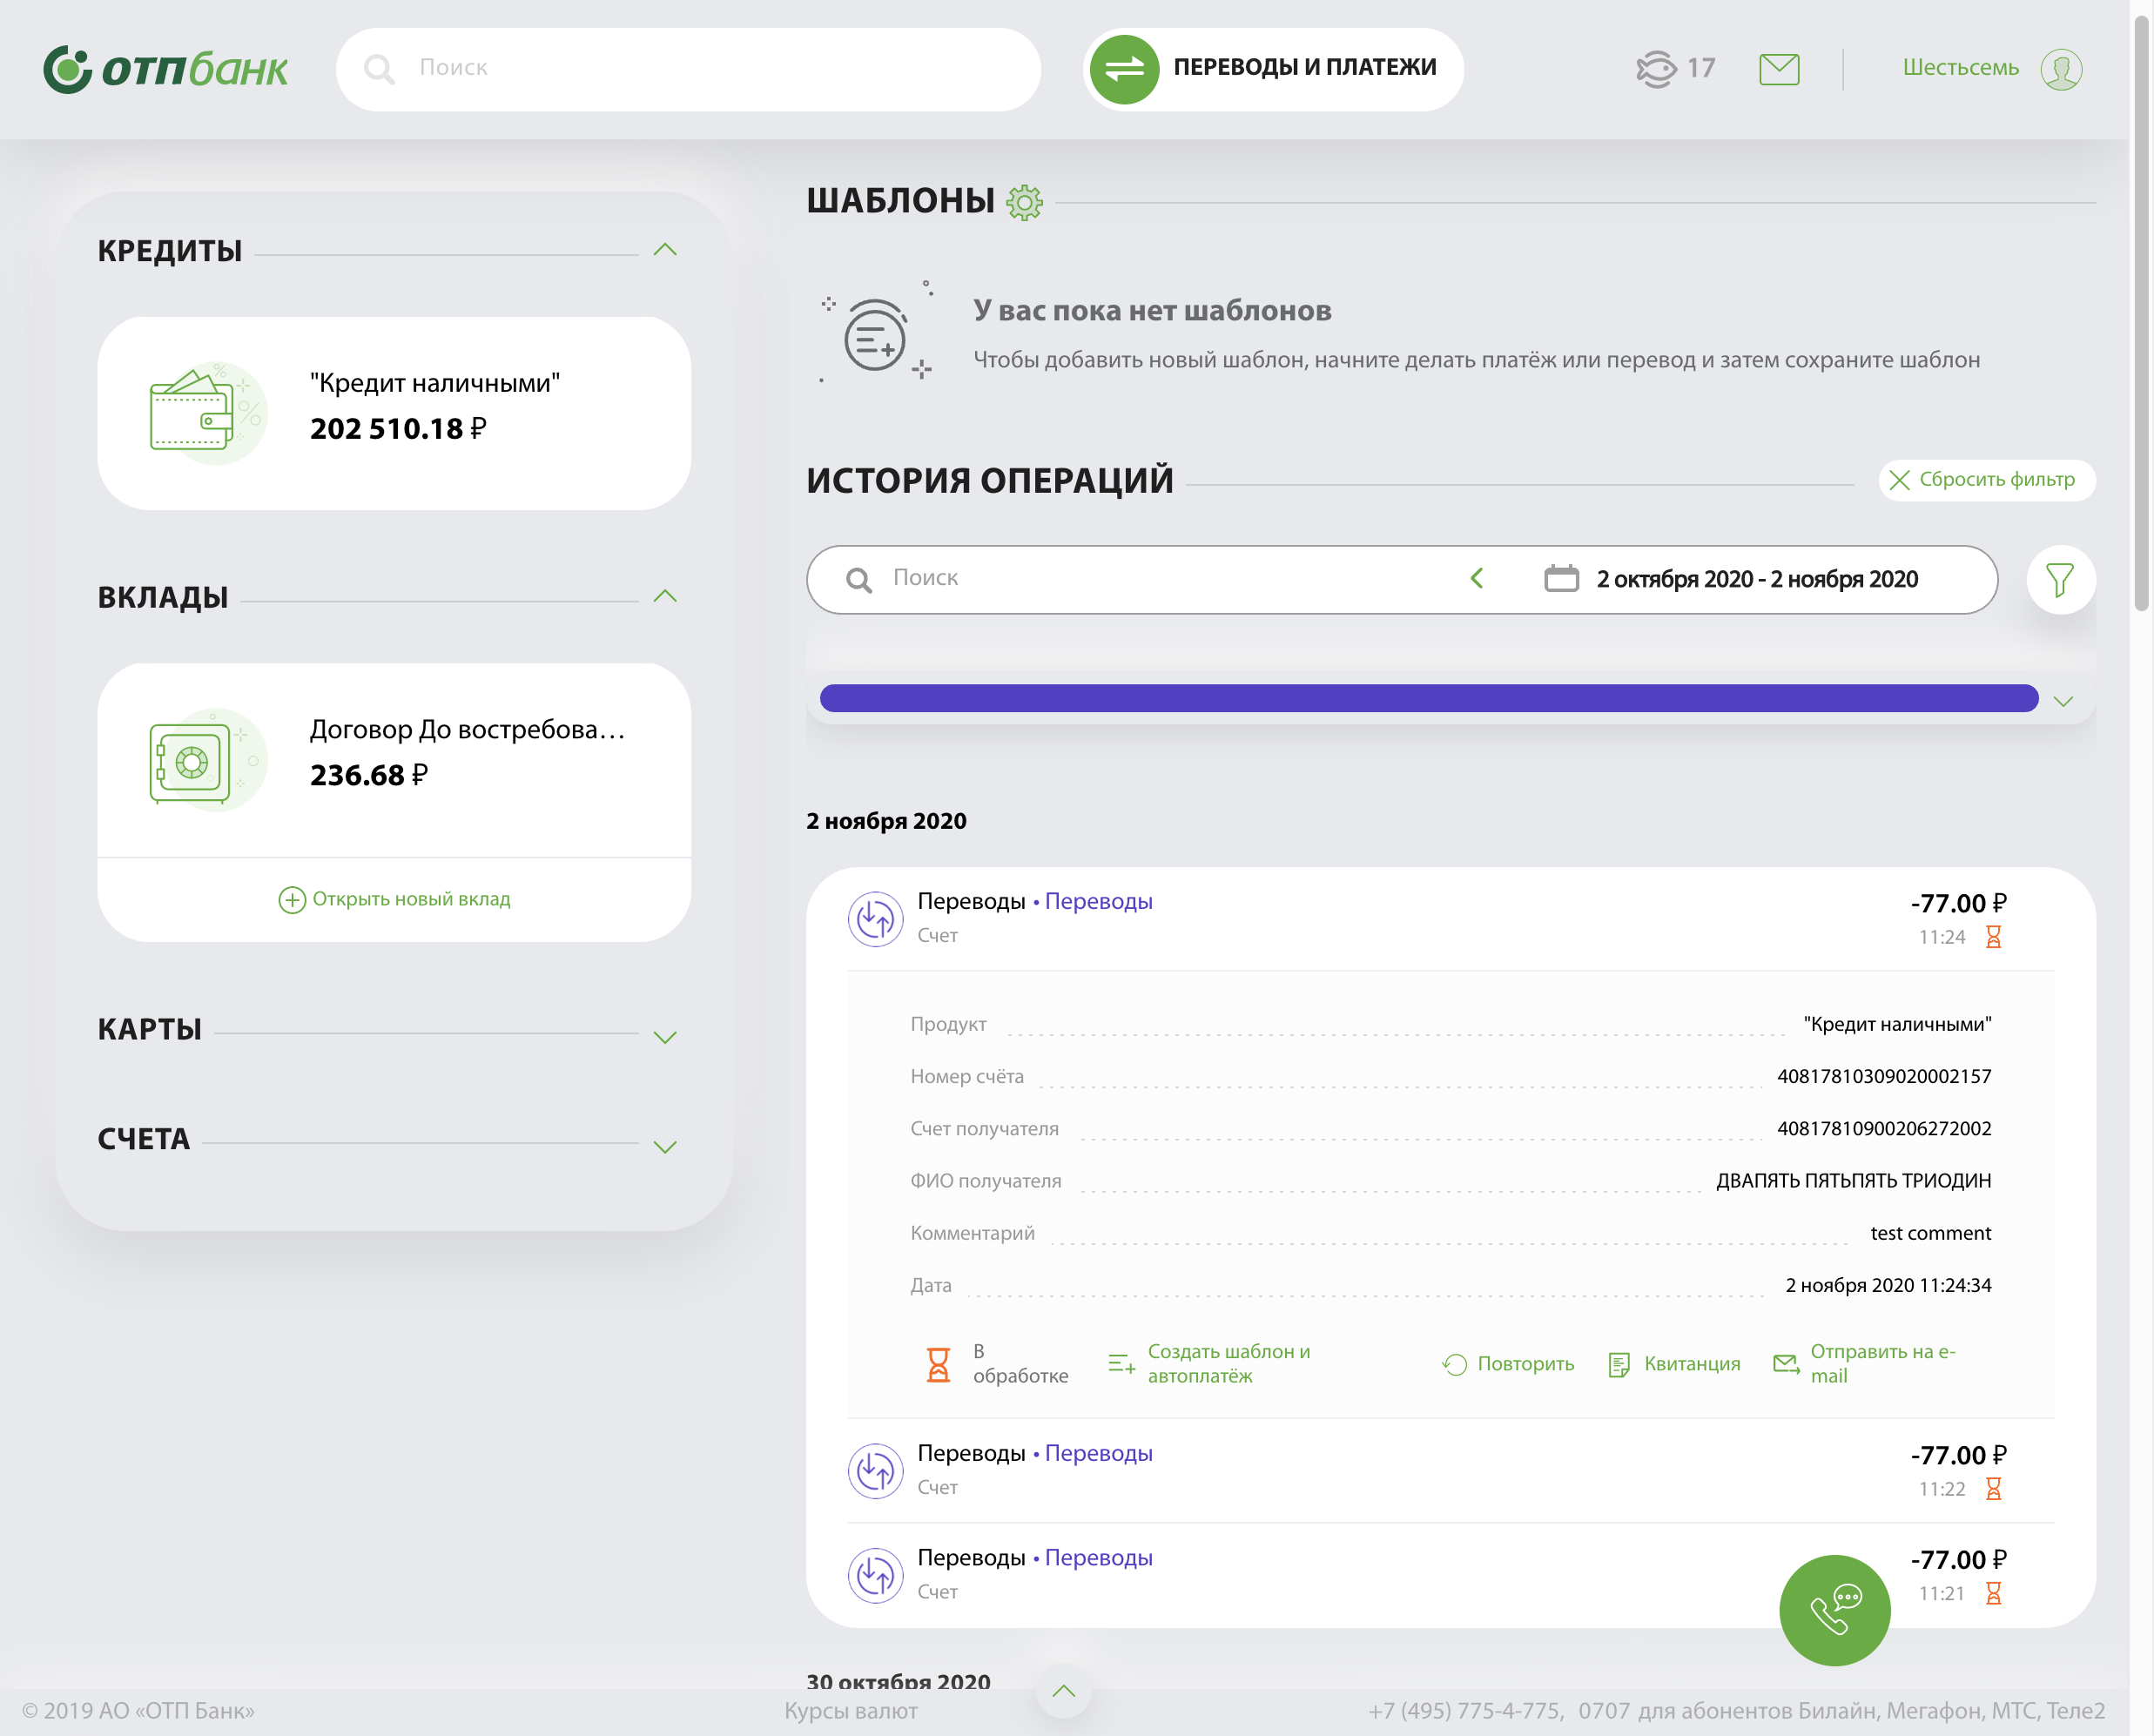 отпбанк
Поиск
ПЕРЕВОДЫ И ПЛАТЕЖИ
17
Шестьсемь
КРЕДИТЫ
"Кредит наличными"
202 510.18 ₽
ВКЛАДЫ
Договор До востребова...
236.68 ₽
Открыть новый вклад
КАРТЫ
СЧЕТА
ШАБЛОНЫ
У вас пока нет шаблонов
Чтобы добавить новый шаблон, начните делать платёж или перевод и затем сохраните шаблон
ИСТОРИЯ ОПЕРАЦИЙ
Сбросить фильтр
Поиск
2 октября 2020 - 2 ноября 2020
2 ноября 2020
Переводы • Переводы
-77.00 ₽
Счет
11:24
Продукт "Кредит наличными"
Номер счёта 40817810309020002157
Счет получателя 40817810900206272002
ФИО получателя ДВАПЯТЬ ПЯТЬПЯТЬ ТРИОДИН
Комментарий test comment
Дата 2 ноября 2020 11:24:34
В
обработке
Создать шаблон и
автоплатёж
Повторить
Квитанция
Отправить на e-
mail
Переводы • Переводы
-77.00 ₽
Счет
11:22
Переводы • Переводы
-77.00 ₽
Счет
11:21
30 октября 2020
© 2019 АО «ОТП Банк»
Курсы валют
+7 (495) 775-4-775, 0707 для абонентов Билайн, Мегафон, МТС, Теле2